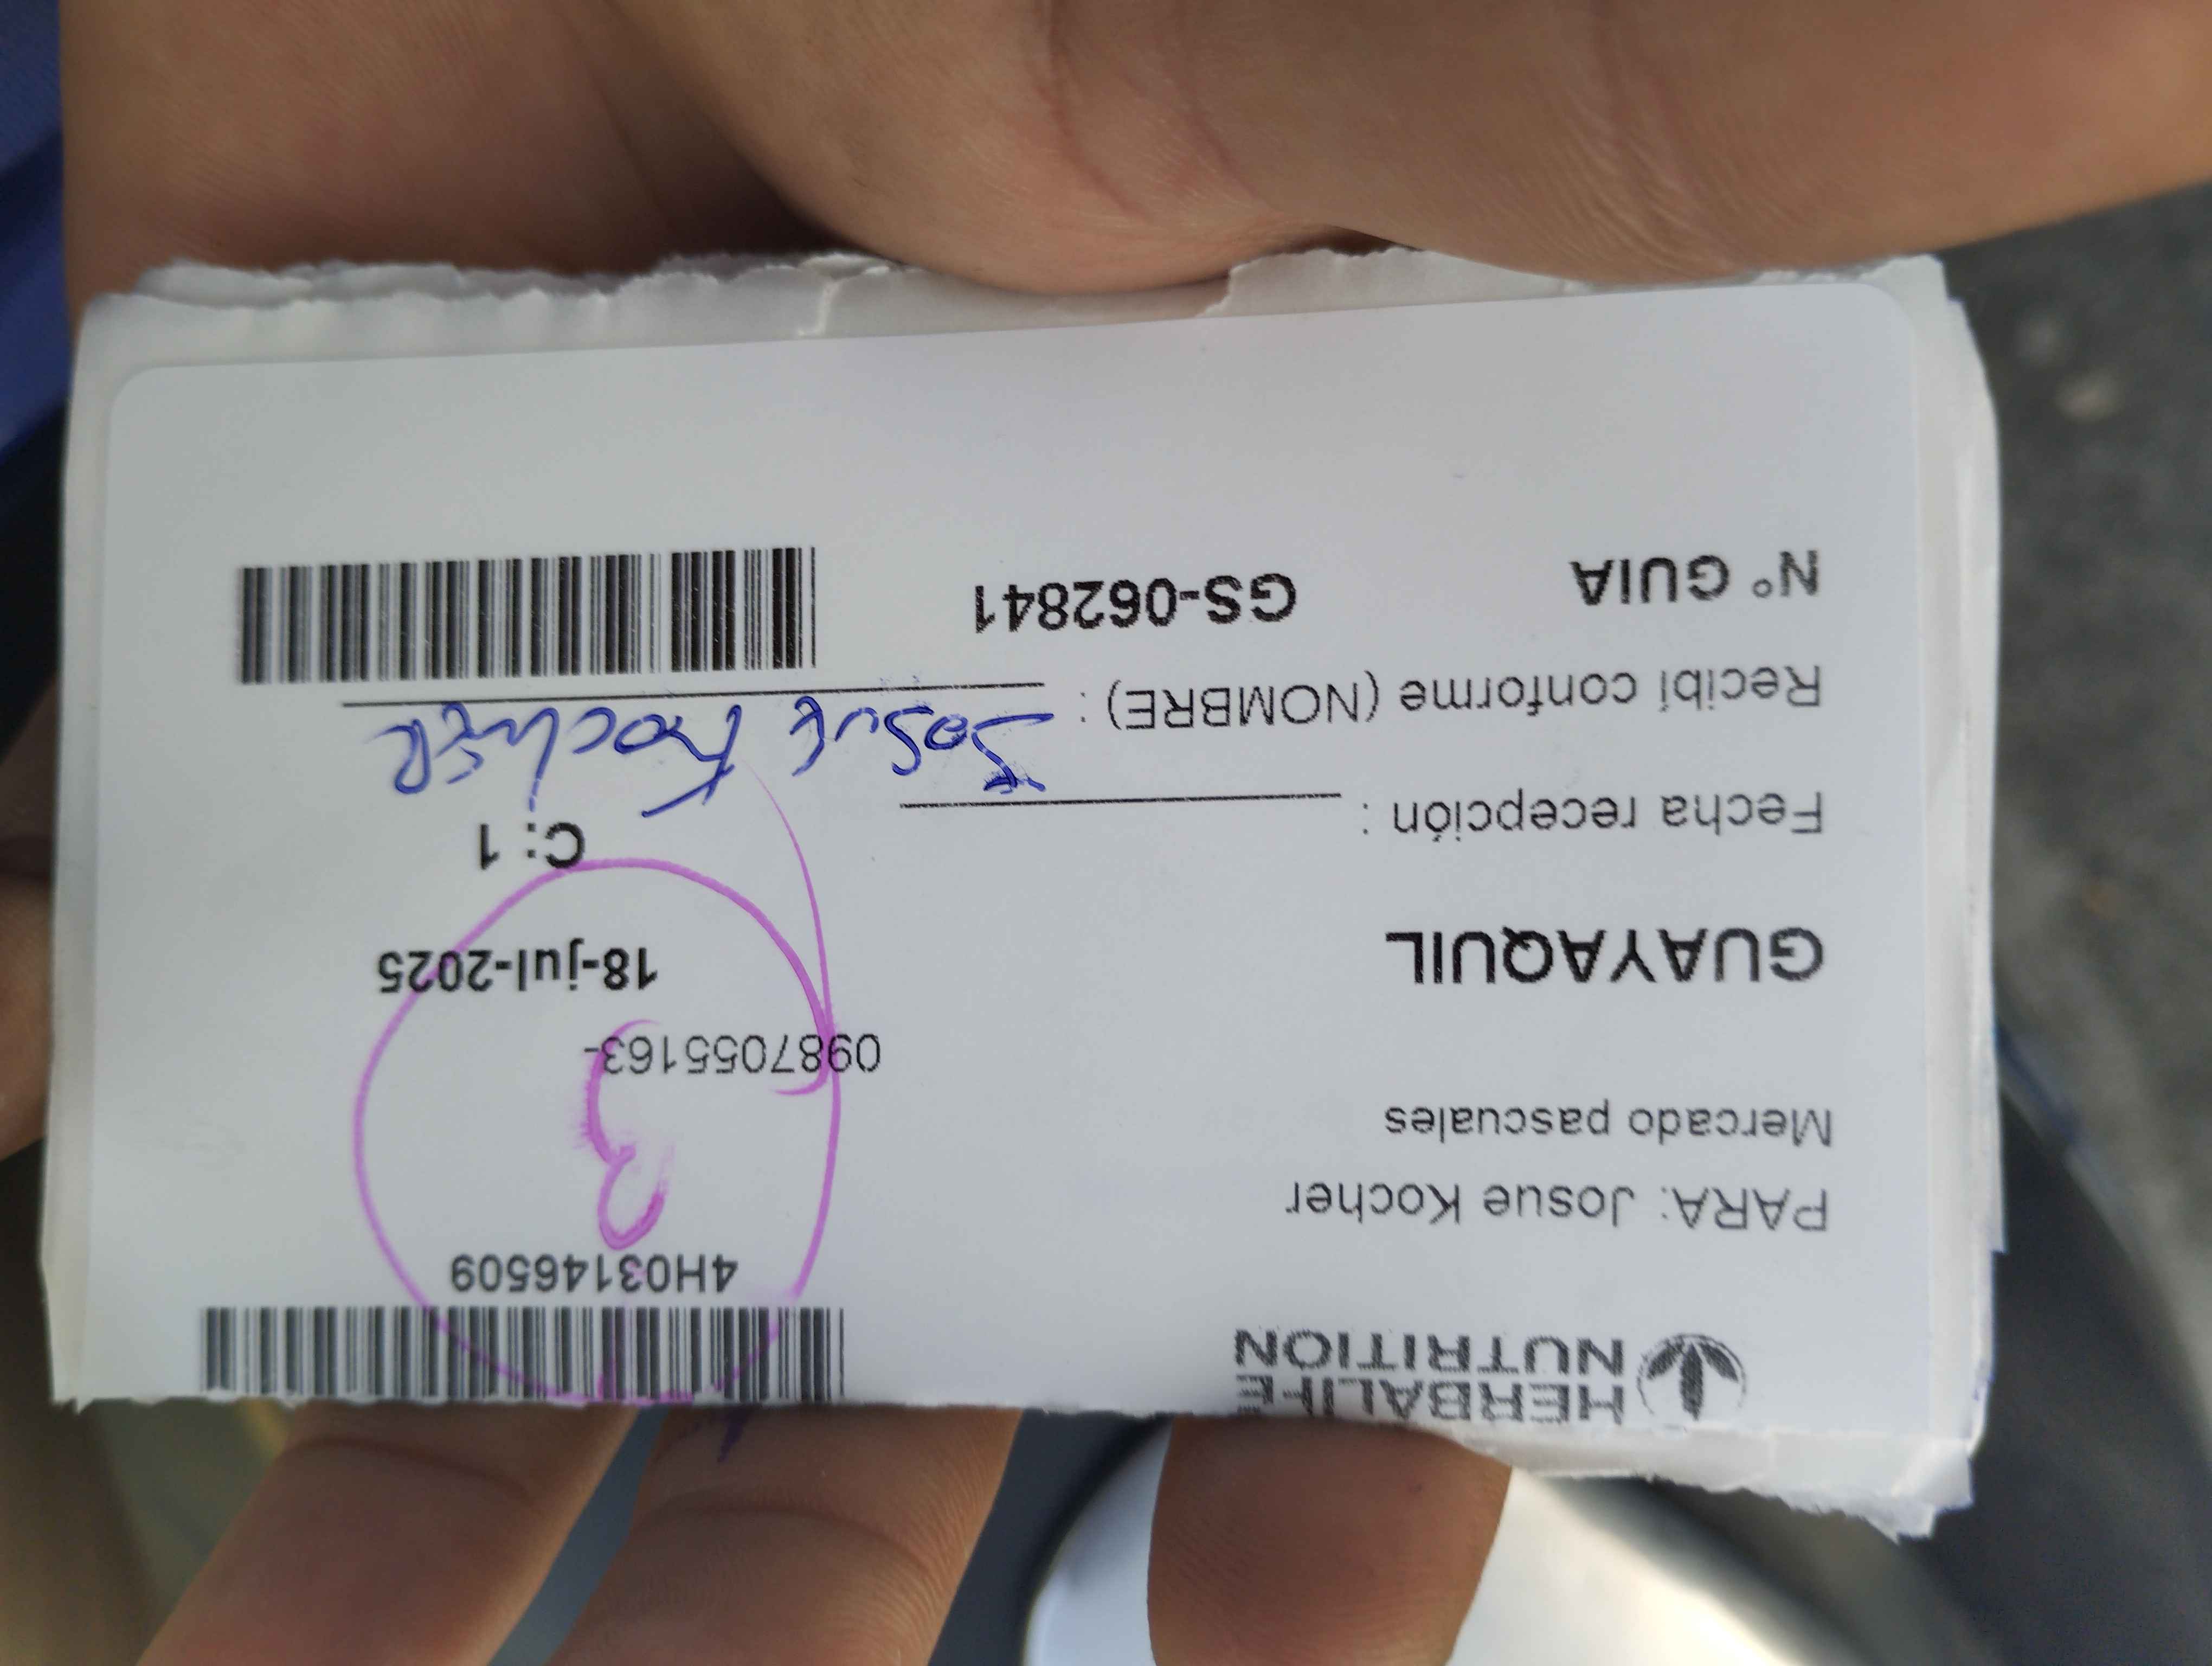 HERBALIFE
NUTRITION
4H03146509
PARA: Josue Kocher
3
Mercado pascuales
0987055163-
GUAYAQUIL
18-jul-2025
C: 1
Fecha recepción :
Recibí conforme (NOMBRE) : Josue Kocher
N° GUIA GS-062841